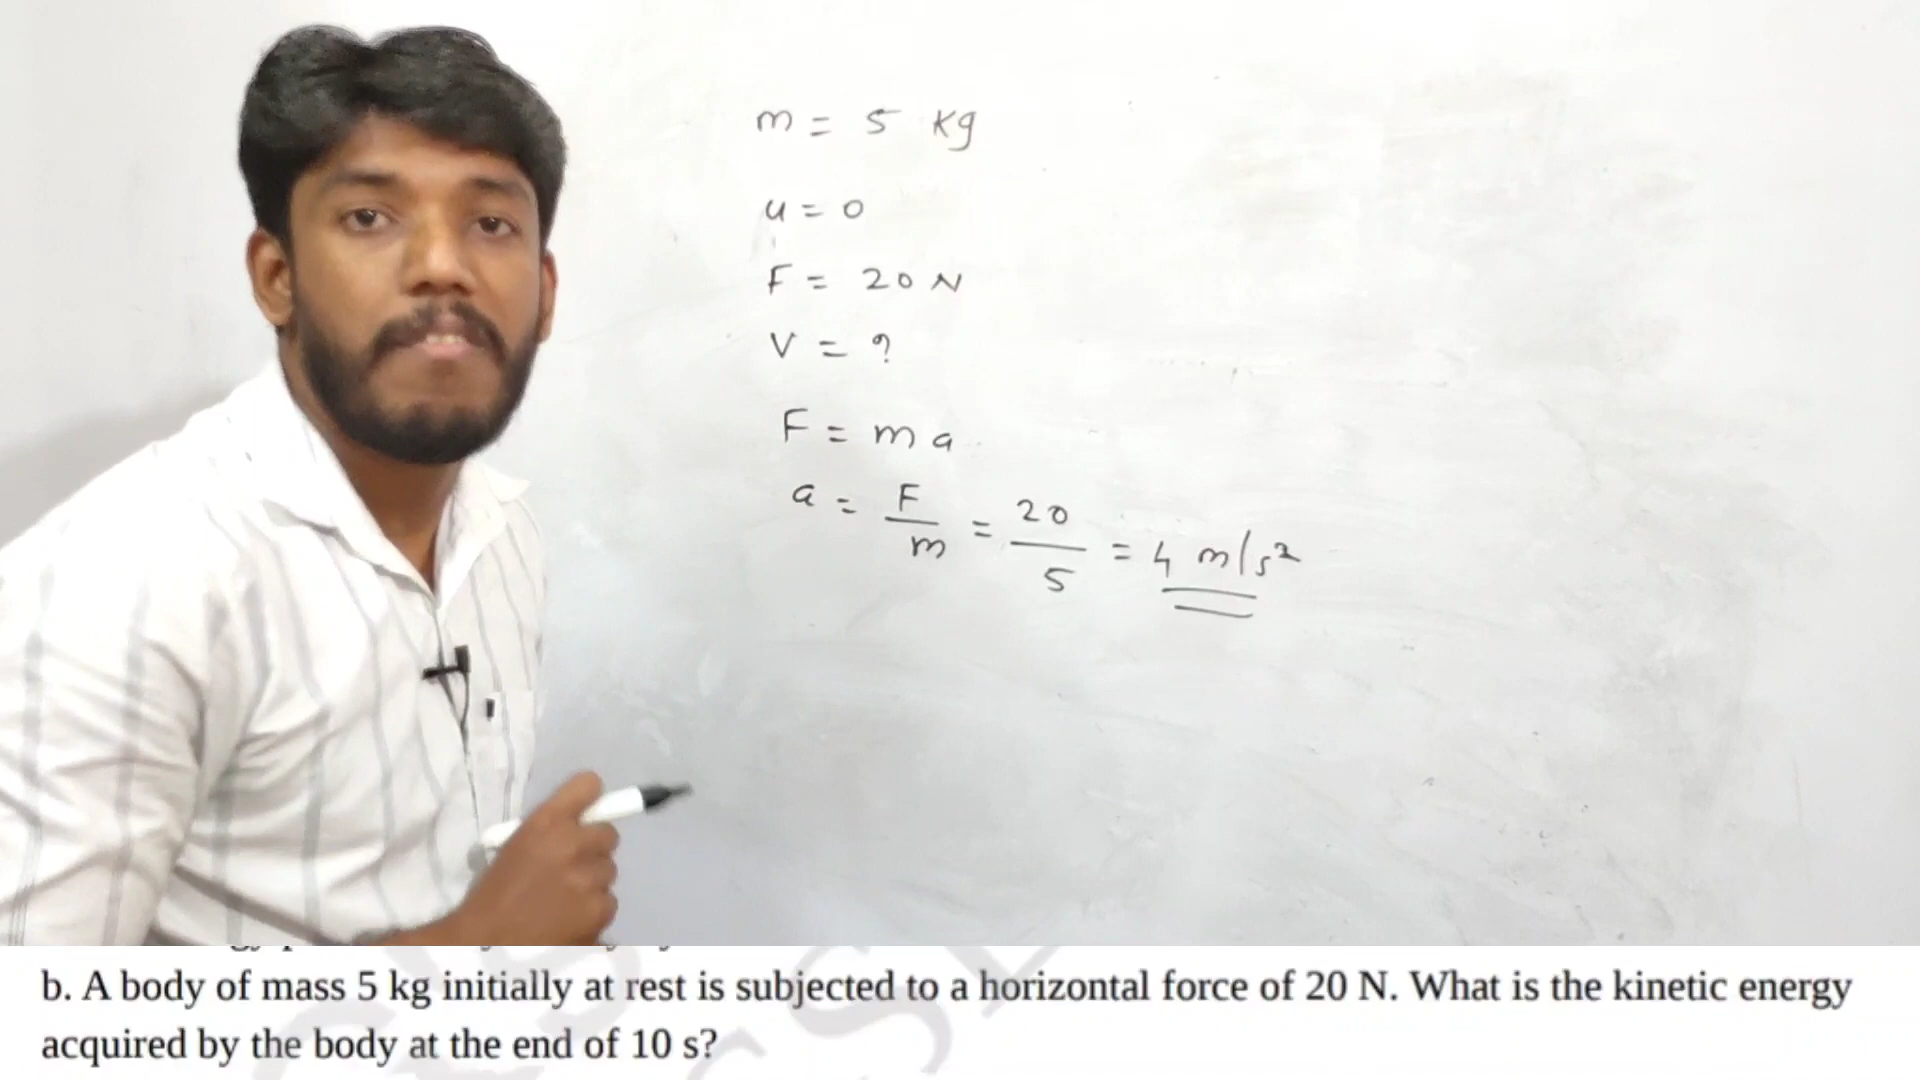 m = 5 kg
u = 0
F = 20 N
V = ?
F = m a
a = F/m = 20/5 = 4 m/s²
b. A body of mass 5 kg initially at rest is subjected to a horizontal force of 20 N. What is the kinetic energy
acquired by the body at the end of 10 s?